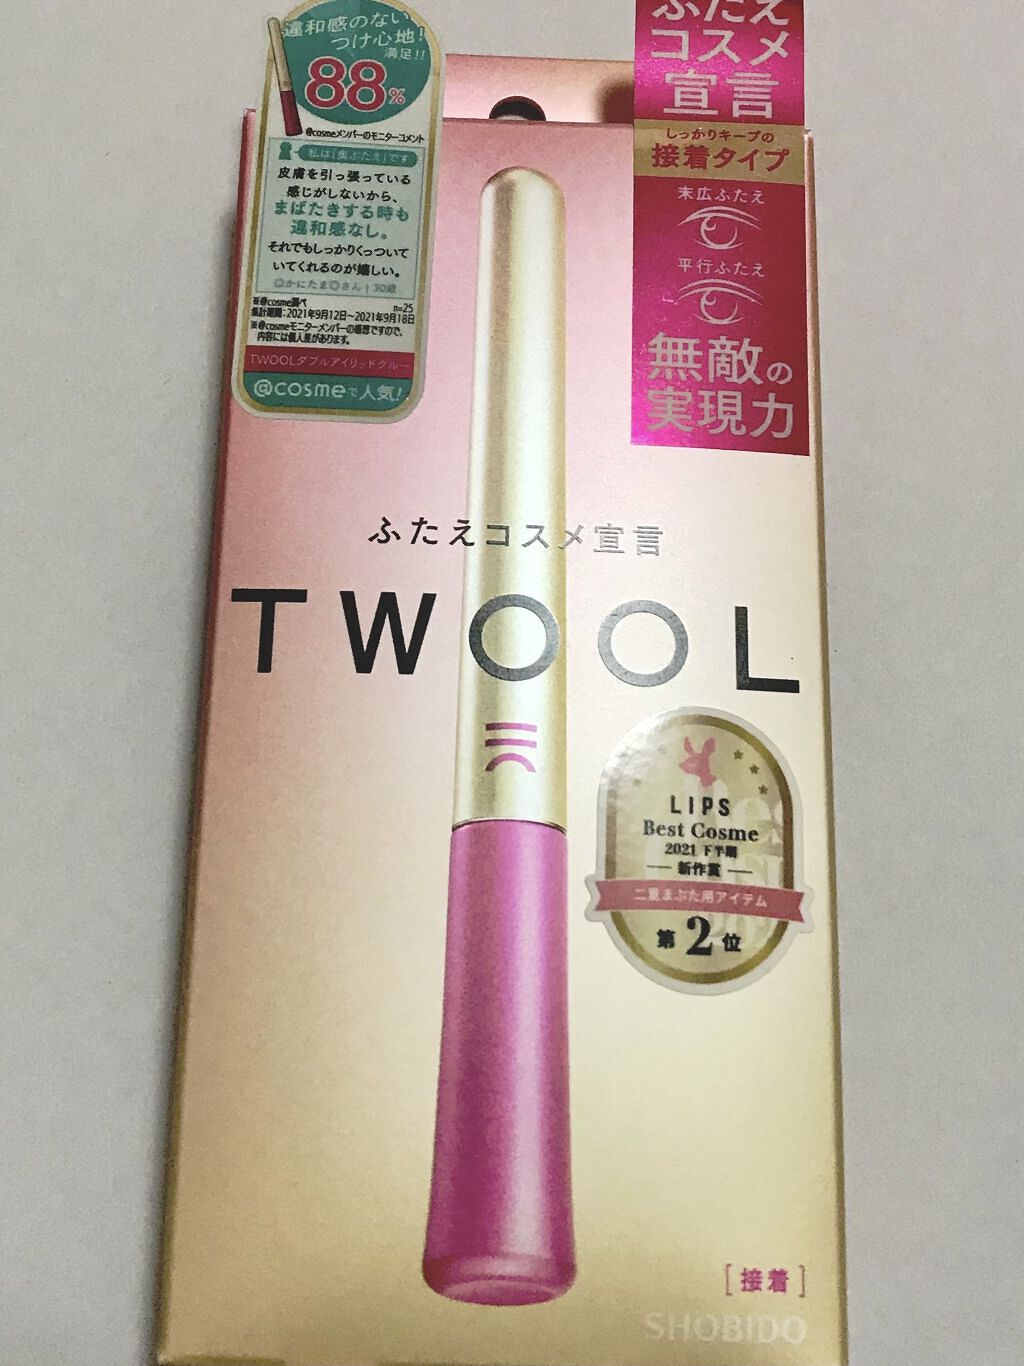 違和感のない
つけ心地!
満足!!
88%
@cosmeメンバーのモニターコメント
私は「奥ぶたえ」です
皮膚を引っ張っている
感じがしないから、
まばたきする時も
違和感なし。
それでもしっかりくっついて
いてくれるのが嬉しい。
◎かにたま◎さん | 30歳
※@cosme調べ n=25
集計期間:2021年9月12日〜2021年9月18日
※@cosmeモニターメンバーの感想ですので、
内容には個人差があります。
TWOOLダブルアイリッドグルー
@cosmeで人気!
ふたえ
コスメ
宣言
しっかりキープの
接着タイプ
末広ふたえ
平行ふたえ
無敵の
実現力
ふたえコスメ宣言
TWOOL
LIPS
Best Cosme
2021 下半期
新作賞
二重まぶた用アイテム
第2位
[接着]
SHOBIDO